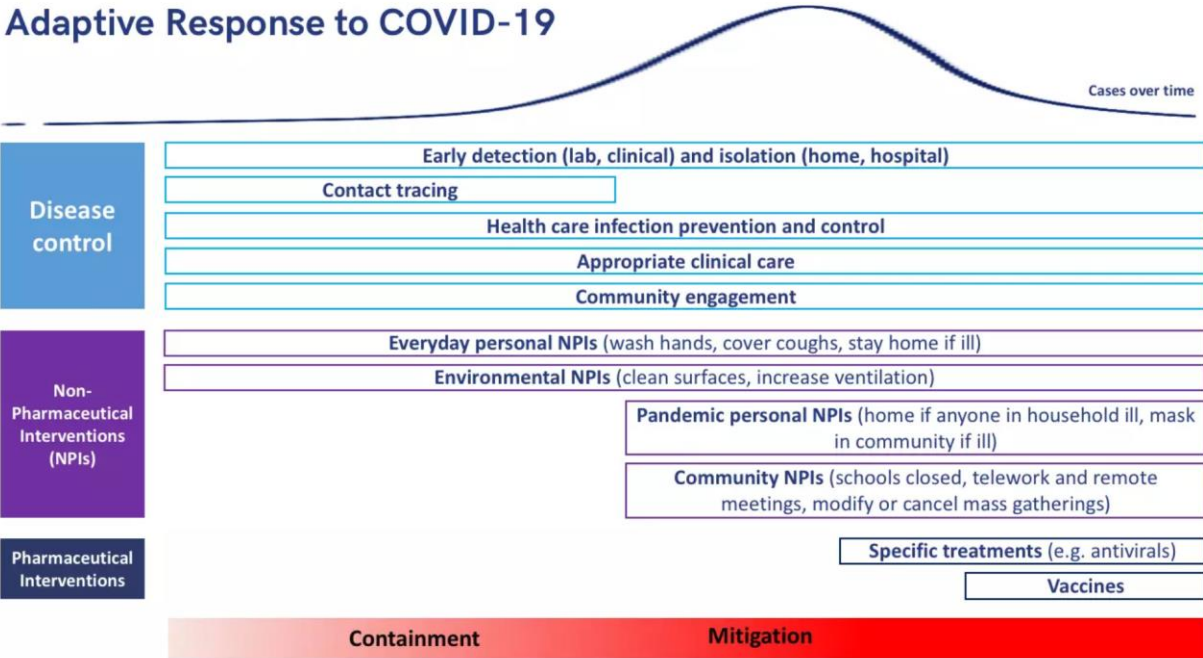 Adaptive Response to COVID-19
Cases over time
Disease
control
Early detection (lab, clinical) and isolation (home, hospital)
Contact tracing
Health care infection prevention and control
Appropriate clinical care
Community engagement
Non-
Pharmaceutical
Interventions
(NPIs)
Everyday personal NPIs (wash hands, cover coughs, stay home if ill)
Environmental NPIs (clean surfaces, increase ventilation)
Pandemic personal NPIs (home if anyone in household ill, mask
in community if ill)
Community NPIs (schools closed, telework and remote
meetings, modify or cancel mass gatherings)
Pharmaceutical
Interventions
Specific treatments (e.g. antivirals)
Vaccines
Containment
Mitigation